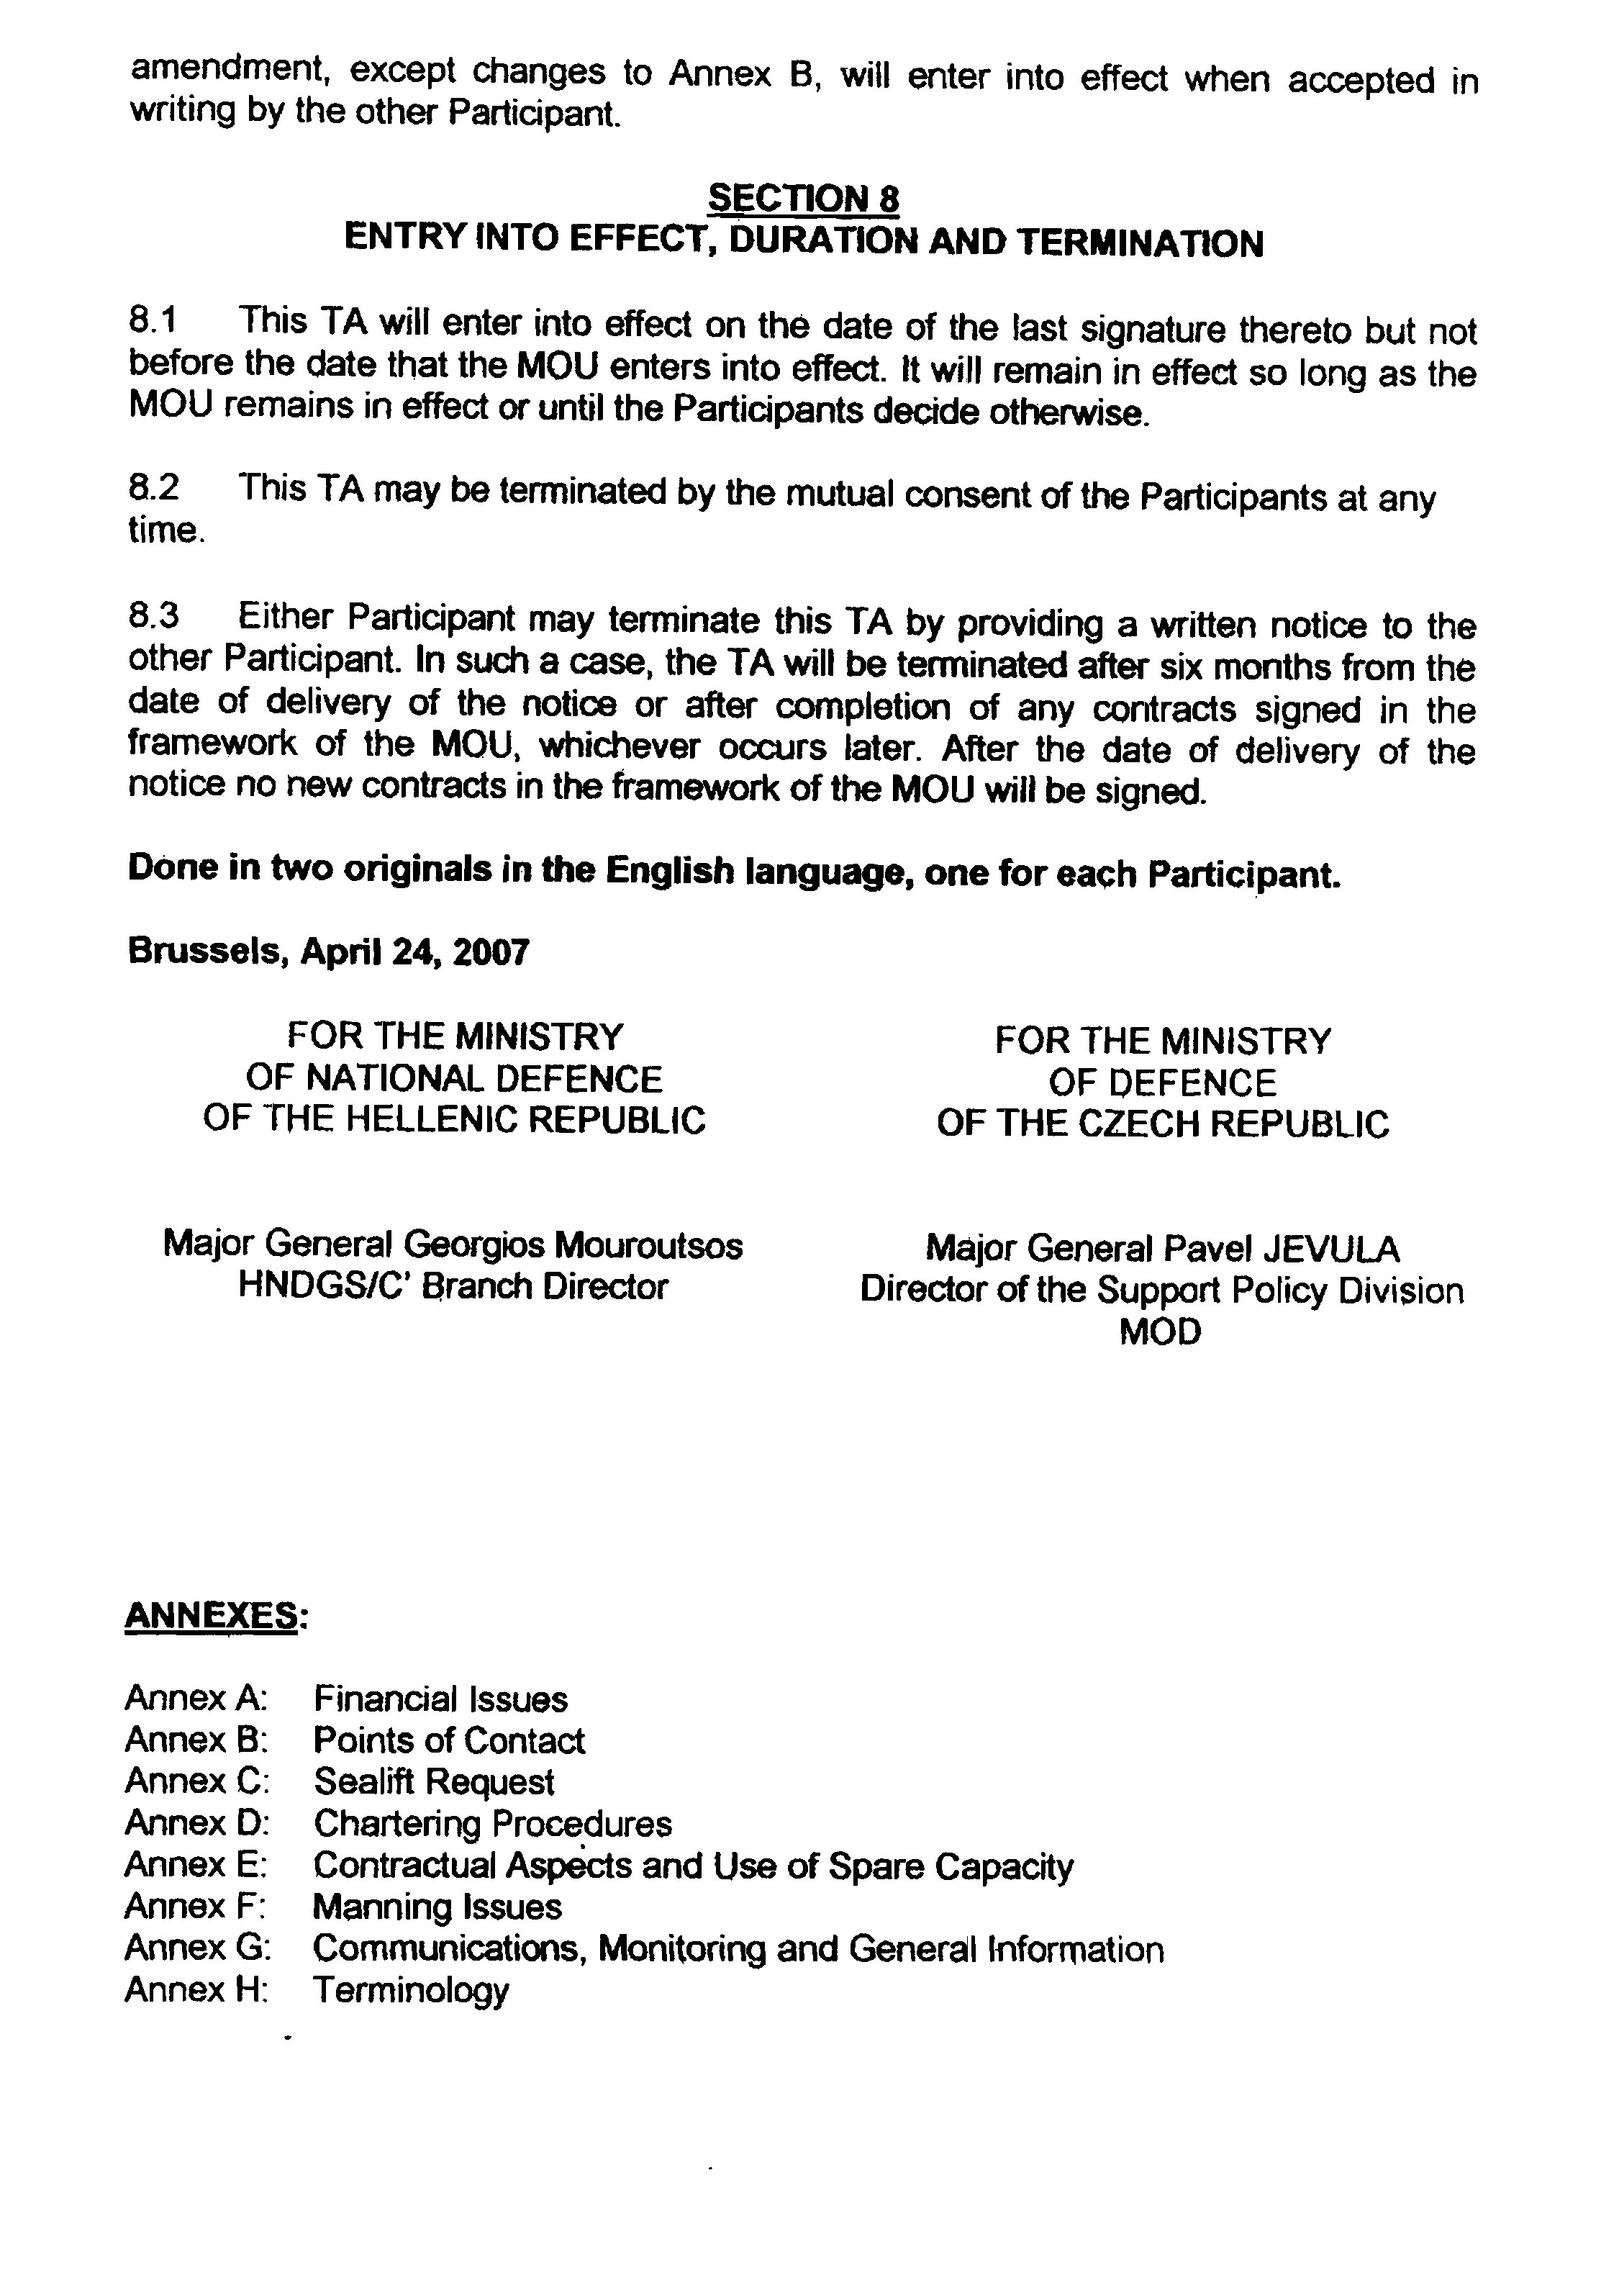 amendment, except changes to Annex B, will enter into effect when accepted in
writing by the other Participant.
SECTION 8
ENTRY INTO EFFECT, DURATION AND TERMINATION
8.1 This TA will enter into effect on the date of the last signature thereto but not
before the date that the MOU enters into effect. It will remain in effect so long as the
MOU remains in effect or until the Participants decide otherwise.
8.2 This TA may be terminated by the mutual consent of the Participants at any
time.
8.3 Either Participant may terminate this TA by providing a written notice to the
other Participant. In such a case, the TA will be terminated after six months from the
date of delivery of the notice or after completion of any contracts signed in the
framework of the MOU, whichever occurs later. After the date of delivery of the
notice no new contracts in the framework of the MOU will be signed.
Done in two originals in the English language, one for each Participant.
Brussels, April 24, 2007
FOR THE MINISTRY
OF NATIONAL DEFENCE
OF THE HELLENIC REPUBLIC
Major General Georgios Mouroutsos
HNDGS/C' Branch Director
FOR THE MINISTRY
OF DEFENCE
OF THE CZECH REPUBLIC
Major General Pavel JEVULA
Director of the Support Policy Division
MOD
ANNEXES:
Annex A: Financial Issues
Annex B: Points of Contact
Annex C: Sealift Request
Annex D: Chartering Procedures
Annex E: Contractual Aspects and Use of Spare Capacity
Annex F: Manning Issues
Annex G: Communications, Monitoring and General Information
Annex H: Terminology